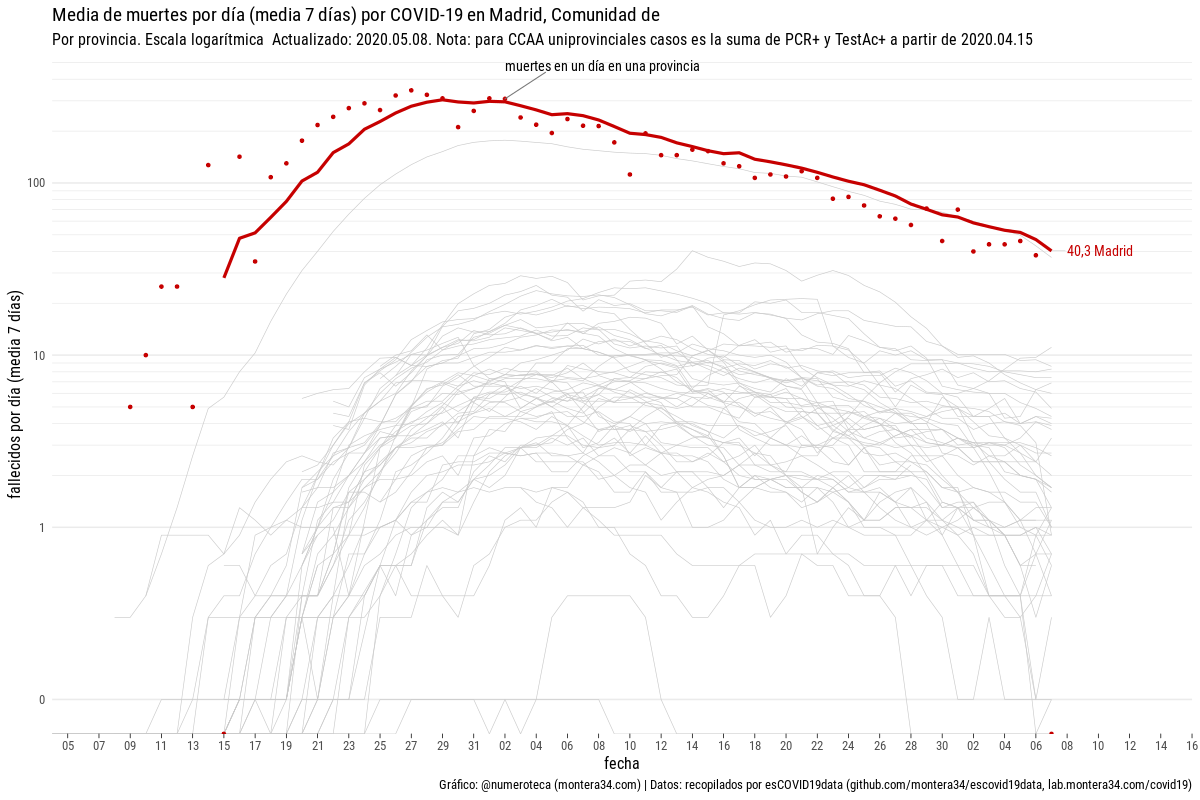 Media de muertes por día (media 7 días) por COVID-19 en Madrid, Comunidad de
Por provincia. Escala logarítmica  Actualizado: 2020.05.08. Nota: para CCAA uniprovinciales casos es la suma de PCR+ y TestAc+ a partir de 2020.04.15
muertes en un día en una provincia
100
10
1
0
fallecidos por día (media  7 días)
40,3 Madrid
05 07 09 11 13 15 17 19 21 23 25 27 29 31 02 04 06 08 10 12 14 16 18 20 22 24 26 28 30 02 04 06 08 10 12 14 16
fecha
Gráfico: @numeroteca (montera34.com) | Datos: recopilados por esCOVID19data (github.com/montera34/escovid19data, lab.montera34.com/covid19)